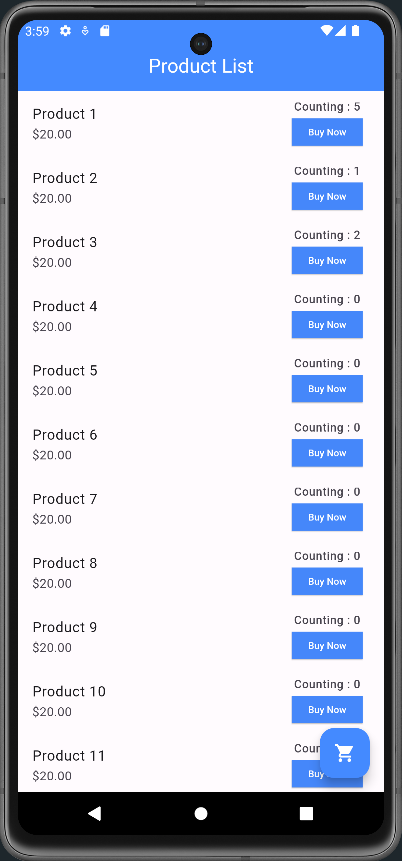 3:59
Product List
Product 1
$20.00
Counting : 5
Buy Now
Product 2
$20.00
Counting : 1
Buy Now
Product 3
$20.00
Counting : 2
Buy Now
Product 4
$20.00
Counting : 0
Buy Now
Product 5
$20.00
Counting : 0
Buy Now
Product 6
$20.00
Counting : 0
Buy Now
Product 7
$20.00
Counting : 0
Buy Now
Product 8
$20.00
Counting : 0
Buy Now
Product 9
$20.00
Counting : 0
Buy Now
Product 10
$20.00
Counting : 0
Buy Now
Product 11
$20.00